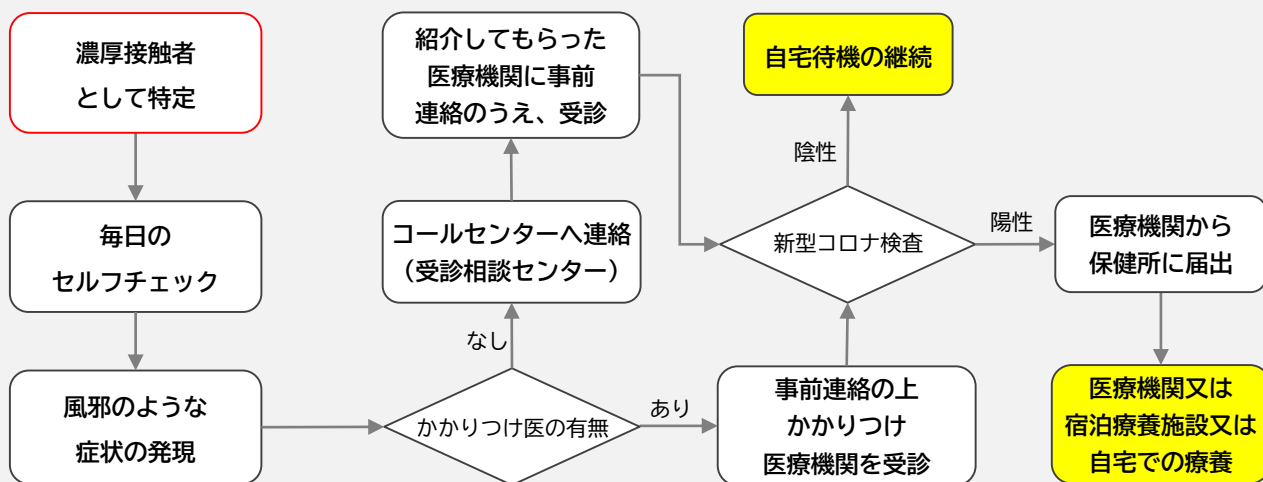 濃厚接触者
として特定
毎日の
セルフチェック
風邪のような
症状の発現
かかりつけ医の有無
なし
コールセンターへ連絡
（受診相談センター）
紹介してもらった
医療機関に事前
連絡のうえ、受診
あり
事前連絡の上
かかりつけ
医療機関を受診
新型コロナ検査
陰性
自宅待機の継続
陽性
医療機関から
保健所に届出
医療機関又は
宿泊療養施設又は
自宅での療養